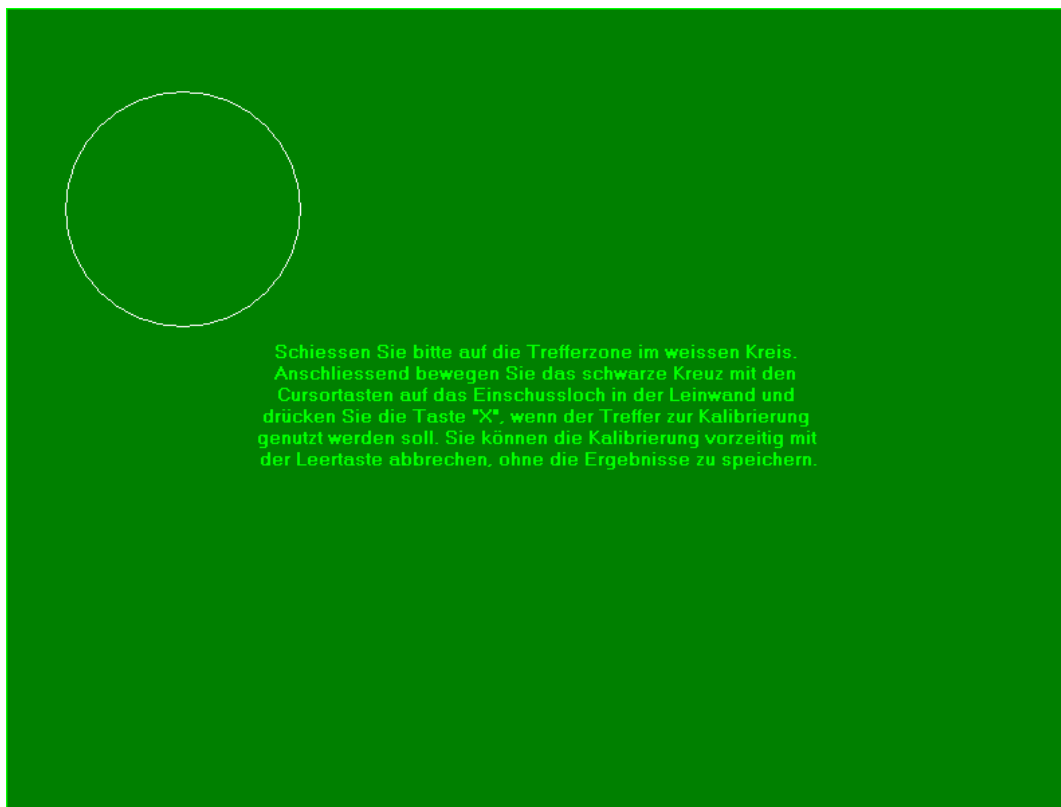 Schiessen Sie bitte auf die Trefferzone im weissen Kreis.
Anschliessend bewegen Sie das schwarze Kreuz mit den
Cursortasten auf das Einschussloch in der Leinwand und
drücken Sie die Taste "X", wenn der Treffer zur Kalibrierung
genutzt werden soll. Sie können die Kalibrierung vorzeitig mit
der Leertaste abbrechen, ohne die Ergebnisse zu speichern.